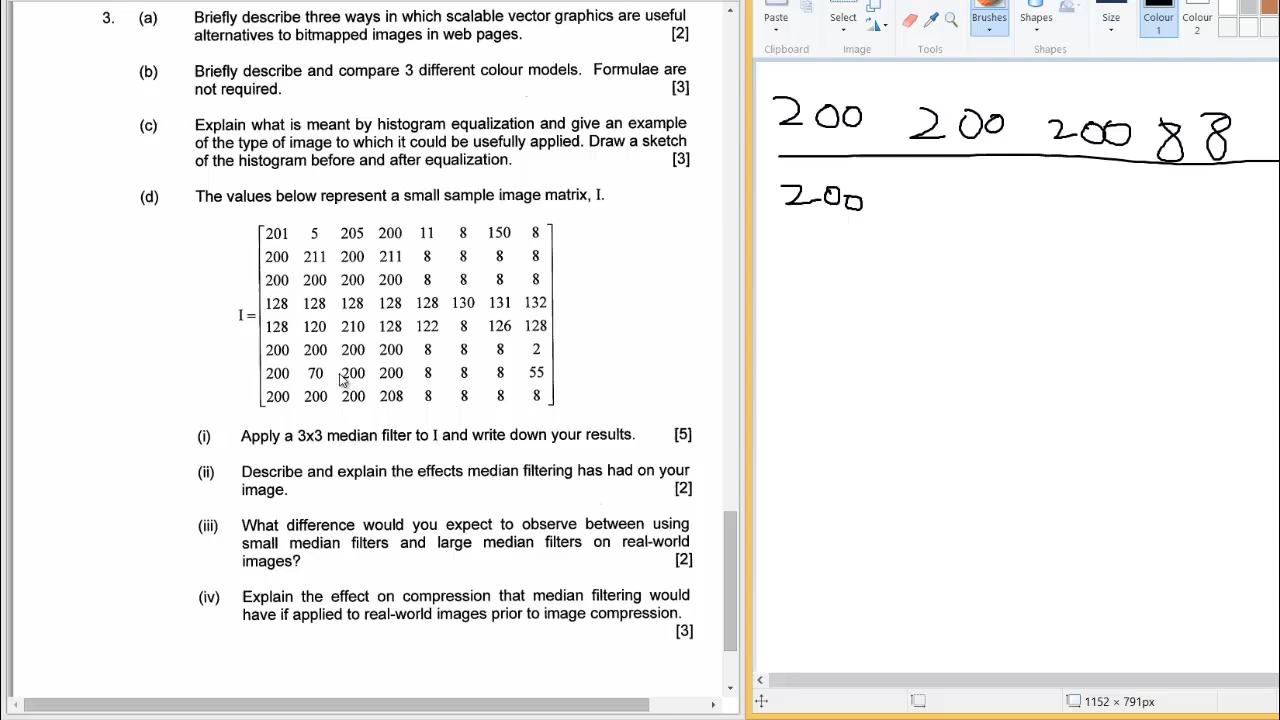 3. (a) Briefly describe three ways in which scalable vector graphics are useful
alternatives to bitmapped images in web pages. [2]
(b) Briefly describe and compare 3 different colour models. Formulae are
not required. [3]
(c) Explain what is meant by histogram equalization and give an example
of the type of image to which it could be usefully applied. Draw a sketch
of the histogram before and after equalization. [3]
(d) The values below represent a small sample image matrix, I.
201 5 205 200 11 8 150 8
200 211 200 211 8 8 8 8
200 200 200 200 8 8 8 8
128 128 128 128 128 130 131 132
I =
128 120 210 128 122 8 126 128
200 200 200 200 8 8 8 2
200 70 200 200 8 8 8 55
200 200 200 208 8 8 8 8
(i) Apply a 3x3 median filter to I and write down your results. [5]
(ii) Describe and explain the effects median filtering has had on your
image. [2]
(iii) What difference would you expect to observe between using
small median filters and large median filters on real-world
images? [2]
(iv) Explain the effect on compression that median filtering would
have if applied to real-world images prior to image compression.
[3]
Paste Select Brushes Shapes Size Colour Colour
1 2
Clipboard Image Tools Shapes
200 200 200 8 8
200
1152 × 791px